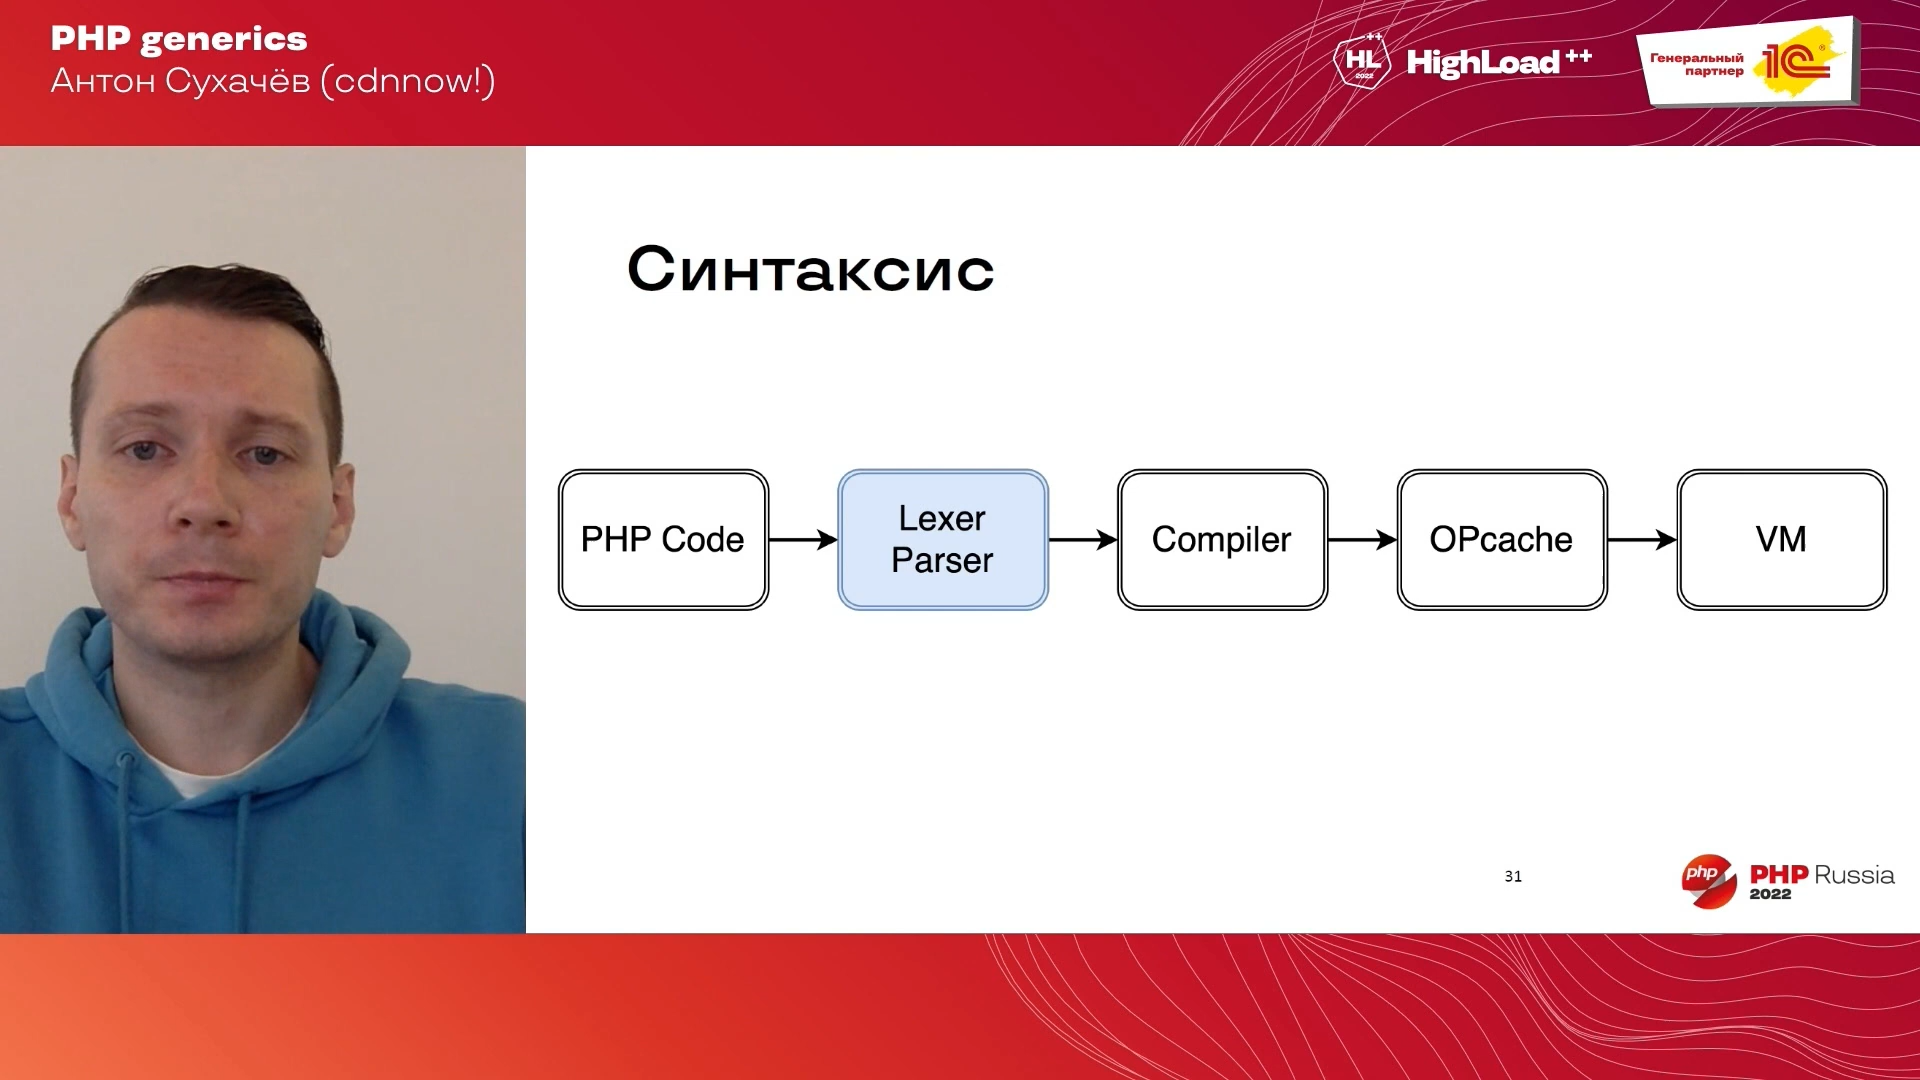 PHP generics
Антон Сухачёв (cdnnow!)
++
HL
2022
HighLoad++
Генеральный
партнер
1C®
Синтаксис
PHP Code
Lexer
Parser
Compiler
OPcache
VM
31
php
PHP Russia
2022